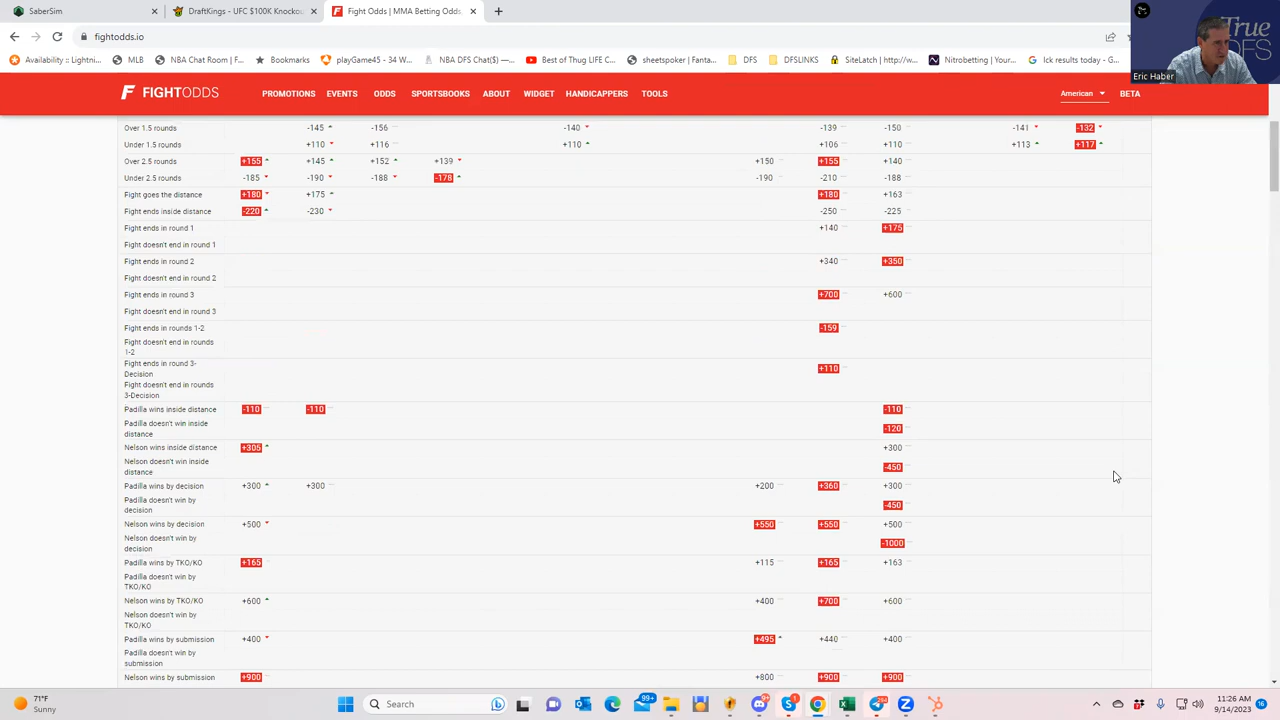 SaberSim
DraftKings - UFC $100K Knockou
Fight Odds | MMA Betting Odds,
fightodds.io
Availability :: Lightni...
MLB
NBA Chat Room | F...
Bookmarks
playGame45 - 34 W...
NBA DFS Chat($) —...
Best of Thug LIFE C...
sheetspoker | Fanta...
DFS
DFSLINKS
SiteLatch | http://w...
Nitrobetting | Your...
lck results today - G...
True
DFS
Eric Haber
FIGHTODDS
PROMOTIONS EVENTS ODDS SPORTSBOOKS ABOUT WIDGET HANDICAPPERS TOOLS
American
BETA
Over 1.5 rounds -145 -156 -140 -139 -150 -141 -132
Under 1.5 rounds +110 +116 +110 +106 +110 +113 +117
Over 2.5 rounds +155 +145 +152 +139 +150 +155 +140
Under 2.5 rounds -185 -190 -188 -178 -190 -210 -188
Fight goes the distance +180 +175 +180 +163
Fight ends inside distance -220 -230 -250 -225
Fight ends in round 1 +140 +175
Fight doesn't end in round 1
Fight ends in round 2 +340 +350
Fight doesn't end in round 2
Fight ends in round 3 +700 +600
Fight doesn't end in round 3
Fight ends in rounds 1-2 -159
Fight doesn't end in rounds
1-2
Fight ends in round 3-
Decision +110
Fight doesn't end in rounds
3-Decision
Padilla wins inside distance -110 -110 -110
Padilla doesn't win inside
distance -120
Nelson wins inside distance +305 +300
Nelson doesn't win inside
distance -450
Padilla wins by decision +300 +300 +200 +360 +300
Padilla doesn't win by
decision -450
Nelson wins by decision +500 +550 +550 +500
Nelson doesn't win by
decision -1000
Padilla wins by TKO/KO +165 +115 +165 +163
Padilla doesn't win by
TKO/KO
Nelson wins by TKO/KO +600 +400 +700 +600
Nelson doesn't win by
TKO/KO
Padilla wins by submission +400 +495 +440 +400
Padilla doesn't win by
submission
Nelson wins by submission +900 +800 +900 +900
71°F
Sunny
Search
99+
11:26 AM
9/14/2023